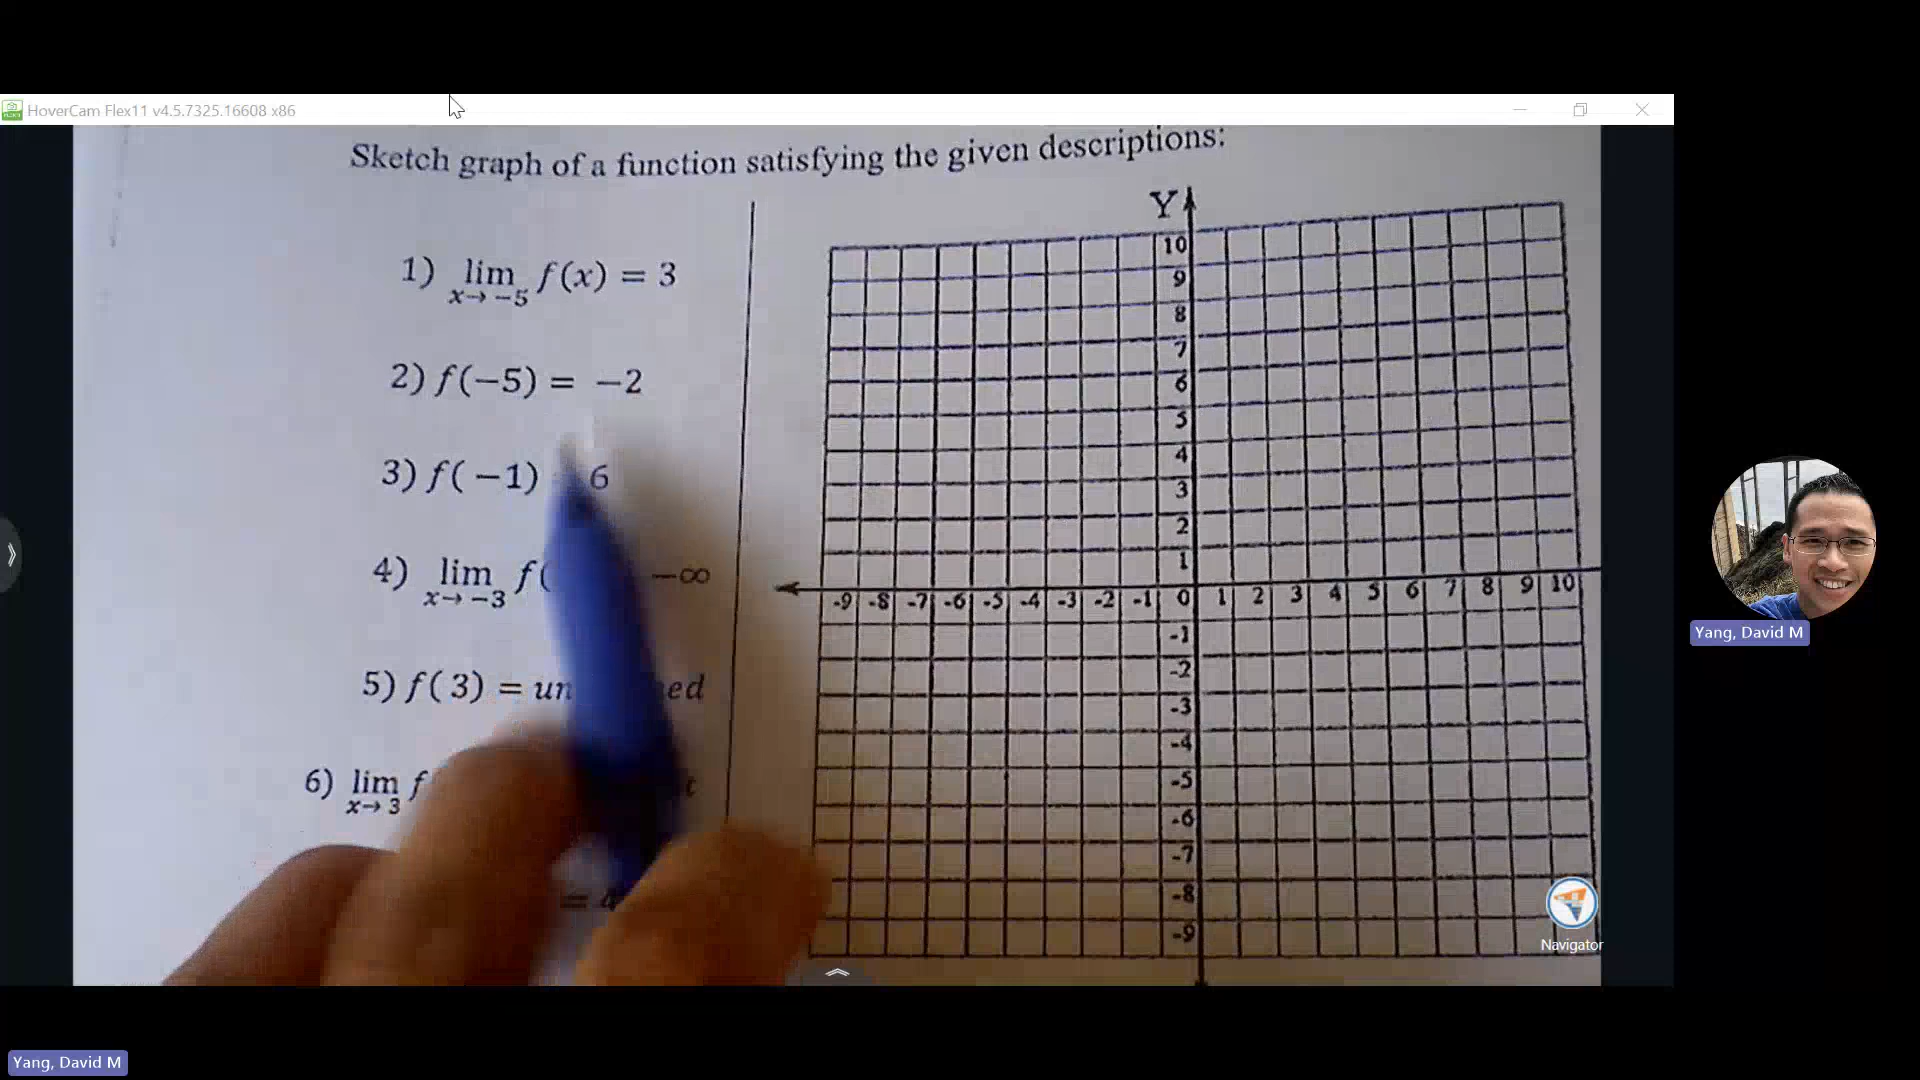 HoverCam Flex11 v4.5.7325.16608 x86
Sketch graph of a function satisfying the given descriptions:
1) lim f(x) = 3
x→ −5
2) f(−5) = −2
3) f(−1) 6
4) lim f( −∞
x→ −3
5) f(3) = un ed
6) lim f t
x→ 3
= 4
Y
10
9
8
7
6
5
4
3
2
1
-9 -8 -7 -6 -5 -4 -3 -2 -1 0 1 2 3 4 5 6 7 8 9 10
-1
-2
-3
-4
-5
-6
-7
-8
-9
Navigator
Yang, David M
Yang, David M